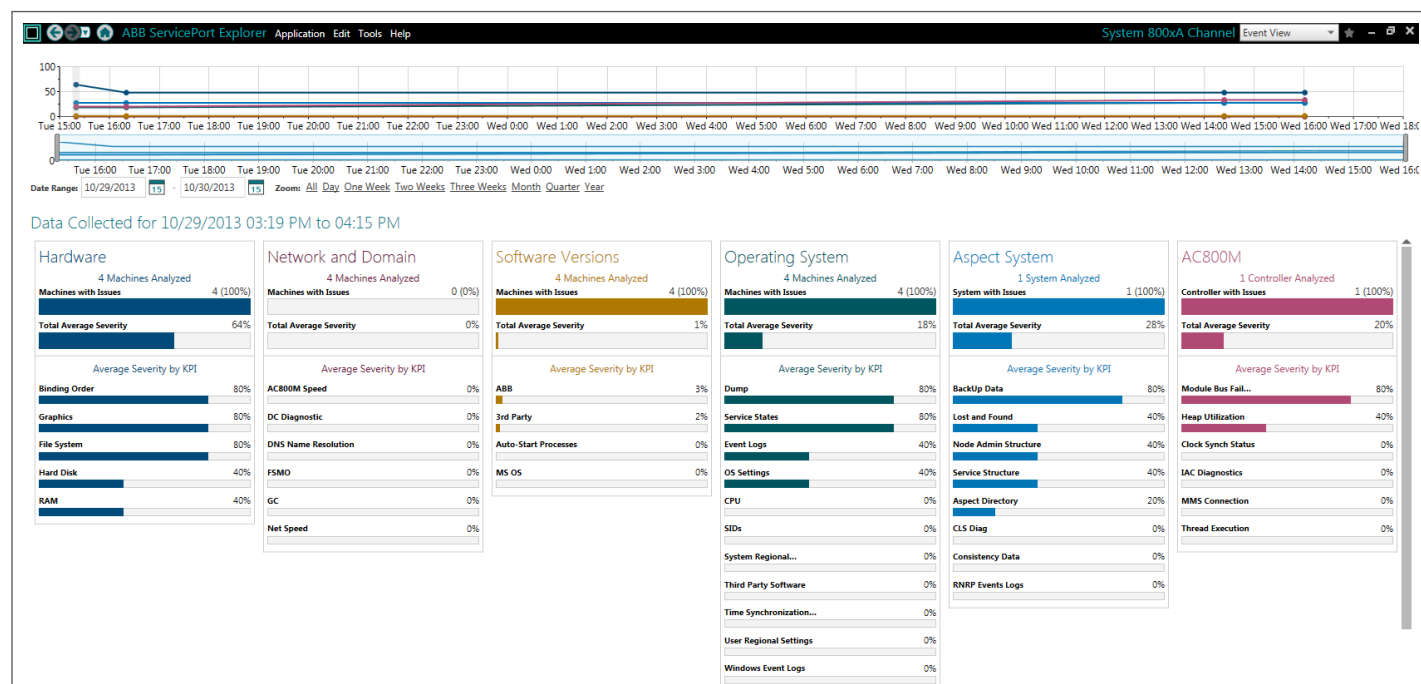 ABB ServicePort Explorer Application Edit Tools Help System 800xA Channel Event View
100
50
0
Tue 15:00 Tue 16:00 Tue 17:00 Tue 18:00 Tue 19:00 Tue 20:00 Tue 21:00 Tue 22:00 Tue 23:00 Wed 0:00 Wed 1:00 Wed 2:00 Wed 3:00 Wed 4:00 Wed 5:00 Wed 6:00 Wed 7:00 Wed 8:00 Wed 9:00 Wed 10:00 Wed 11:00 Wed 12:00 Wed 13:00 Wed 14:00 Wed 15:00 Wed 16:00 Wed 17:00 Wed 18:0
0
Tue 16:00 Tue 17:00 Tue 18:00 Tue 19:00 Tue 20:00 Tue 21:00 Tue 22:00 Tue 23:00 Wed 0:00 Wed 1:00 Wed 2:00 Wed 3:00 Wed 4:00 Wed 5:00 Wed 6:00 Wed 7:00 Wed 8:00 Wed 9:00 Wed 10:00 Wed 11:00 Wed 12:00 Wed 13:00 Wed 14:00 Wed 15:00 Wed 16:0
Date Range: 10/29/2013 15 - 10/30/2013 15 Zoom: All Day One Week Two Weeks Three Weeks Month Quarter Year
Data Collected for 10/29/2013 03:19 PM to 04:15 PM
Hardware
4 Machines Analyzed
Machines with Issues 4 (100%)
Total Average Severity 64%
Average Severity by KPI
Binding Order 80%
Graphics 80%
File System 80%
Hard Disk 40%
RAM 40%
Network and Domain
4 Machines Analyzed
Machines with Issues 0 (0%)
Total Average Severity 0%
Average Severity by KPI
AC800M Speed 0%
DC Diagnostic 0%
DNS Name Resolution 0%
FSMO 0%
GC 0%
Net Speed 0%
Software Versions
4 Machines Analyzed
Machines with Issues 4 (100%)
Total Average Severity 1%
Average Severity by KPI
ABB 3%
3rd Party 2%
Auto-Start Processes 0%
MS OS 0%
Operating System
4 Machines Analyzed
Machines with Issues 4 (100%)
Total Average Severity 18%
Average Severity by KPI
Dump 80%
Service States 80%
Event Logs 40%
OS Settings 40%
CPU 0%
SIDs 0%
System Regional... 0%
Third Party Software 0%
Time Synchronization... 0%
User Regional Settings 0%
Windows Event Logs 0%
Aspect System
1 System Analyzed
System with Issues 1 (100%)
Total Average Severity 28%
Average Severity by KPI
BackUp Data 80%
Lost and Found 40%
Node Admin Structure 40%
Service Structure 40%
Aspect Directory 20%
CLS Diag 0%
Consistency Data 0%
RNRP Events Logs 0%
AC800M
1 Controller Analyzed
Controller with Issues 1 (100%)
Total Average Severity 20%
Average Severity by KPI
Module Bus Fail... 80%
Heap Utilization 40%
Clock Synch Status 0%
IAC Diagnostics 0%
MMS Connection 0%
Thread Execution 0%